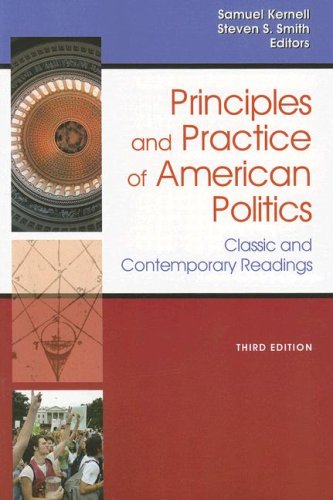 Samuel Kernell
Steven S. Smith
Editors
Principles
and Practice
of American
Politics
Classic and
Contemporary Readings
THIRD EDITION